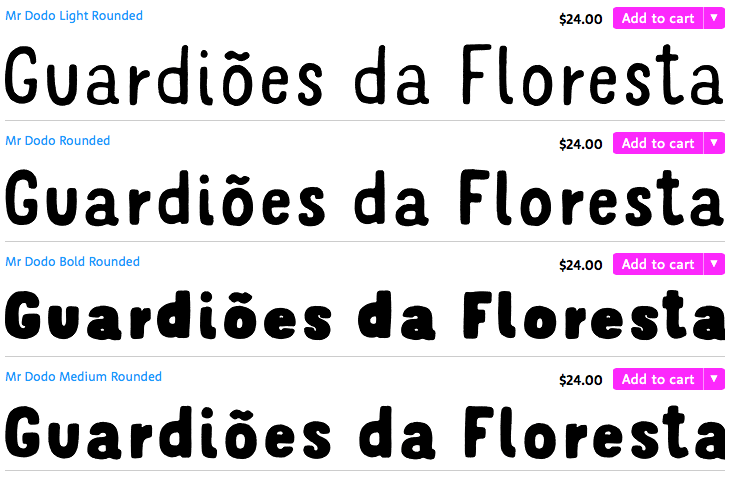 Mr Dodo Light Rounded $24.00 Add to cart ▼
Guardiões da Floresta
Mr Dodo Rounded $24.00 Add to cart ▼
Guardiões da Floresta
Mr Dodo Bold Rounded $24.00 Add to cart ▼
Guardiões da Floresta
Mr Dodo Medium Rounded $24.00 Add to cart ▼
Guardiões da Floresta